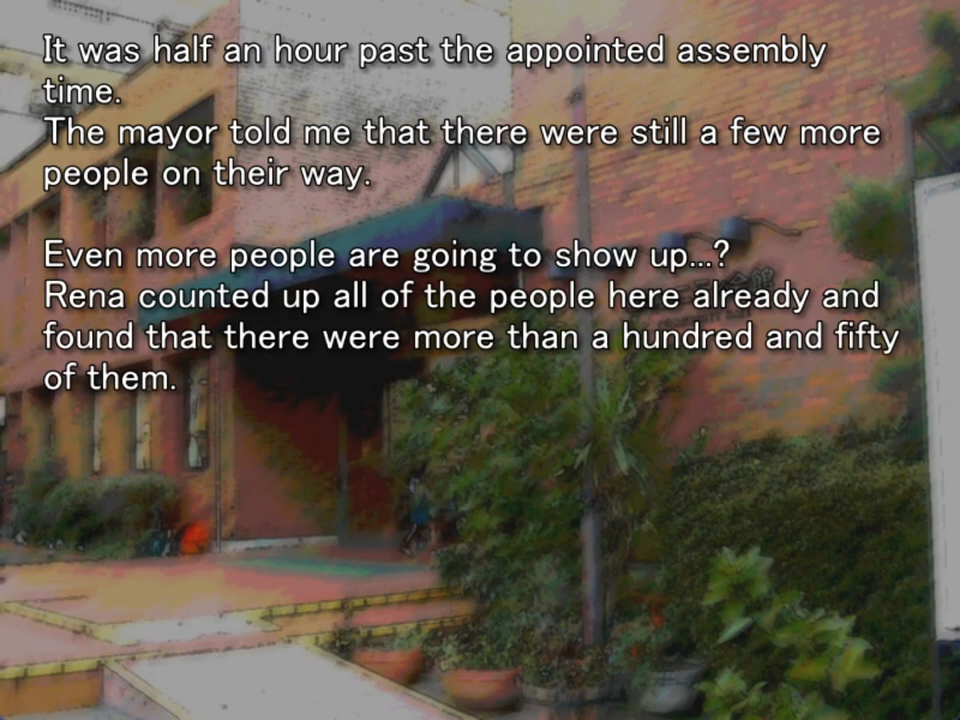 It was half an hour past the appointed assembly
time.
The mayor told me that there were still a few more
people on their way.
Even more people are going to show up...?
Rena counted up all of the people here already and
found that there were more than a hundred and fifty
of them.